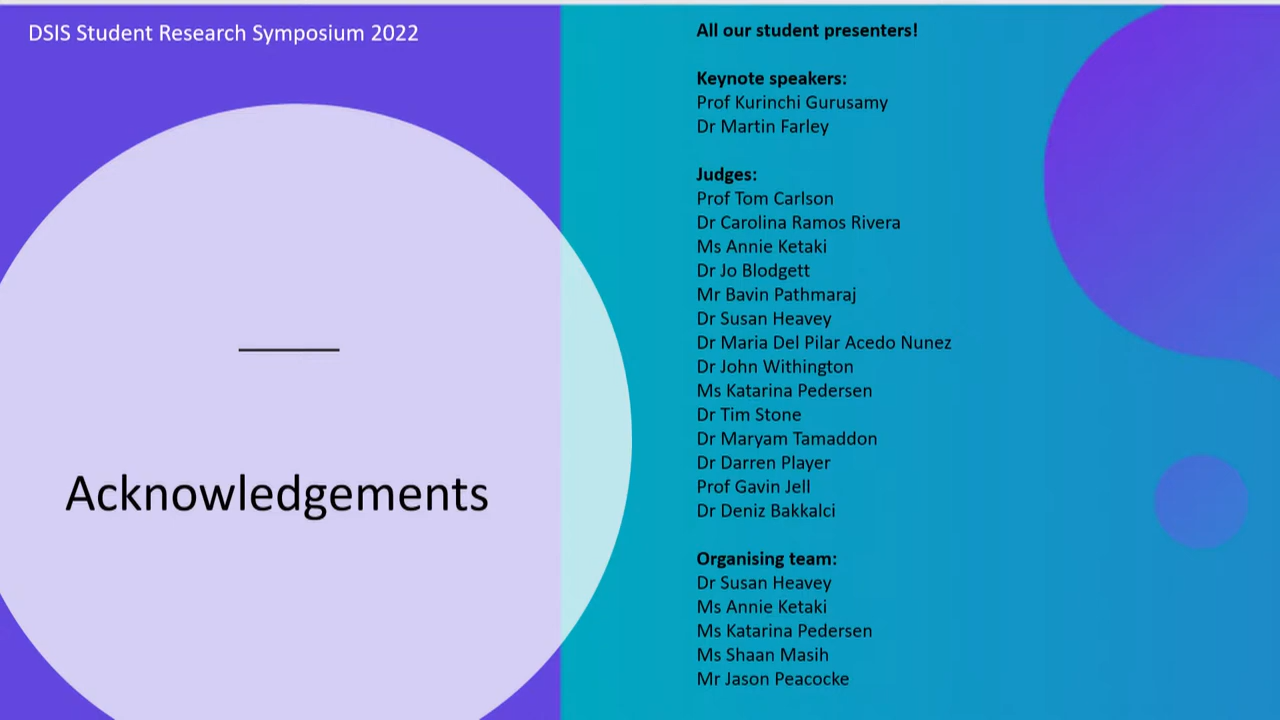 DSIS Student Research Symposium 2022
Acknowledgements
All our student presenters!
Keynote speakers:
Prof Kurinchi Gurusamy
Dr Martin Farley
Judges:
Prof Tom Carlson
Dr Carolina Ramos Rivera
Ms Annie Ketaki
Dr Jo Blodgett
Mr Bavin Pathmaraj
Dr Susan Heavey
Dr Maria Del Pilar Acedo Nunez
Dr John Withington
Ms Katarina Pedersen
Dr Tim Stone
Dr Maryam Tamaddon
Dr Darren Player
Prof Gavin Jell
Dr Deniz Bakkalci
Organising team:
Dr Susan Heavey
Ms Annie Ketaki
Ms Katarina Pedersen
Ms Shaan Masih
Mr Jason Peacocke